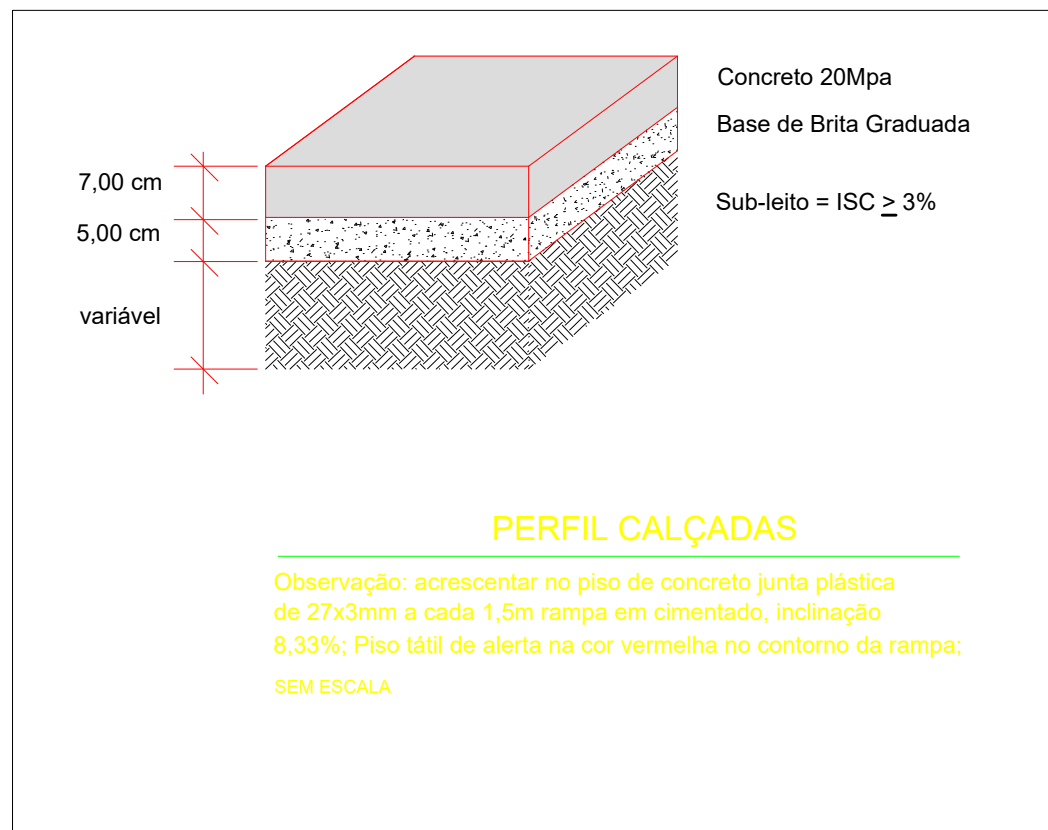 Concreto 20Mpa
Base de Brita Graduada
Sub-leito = ISC ≥ 3%
7,00 cm
5,00 cm
variável
PERFIL CALÇADAS
Observação: acrescentar no piso de concreto junta plástica
de 27x3mm a cada 1,5m rampa em cimentado, inclinação
8,33%; Piso tátil de alerta na cor vermelha no contorno da rampa;
SEM ESCALA